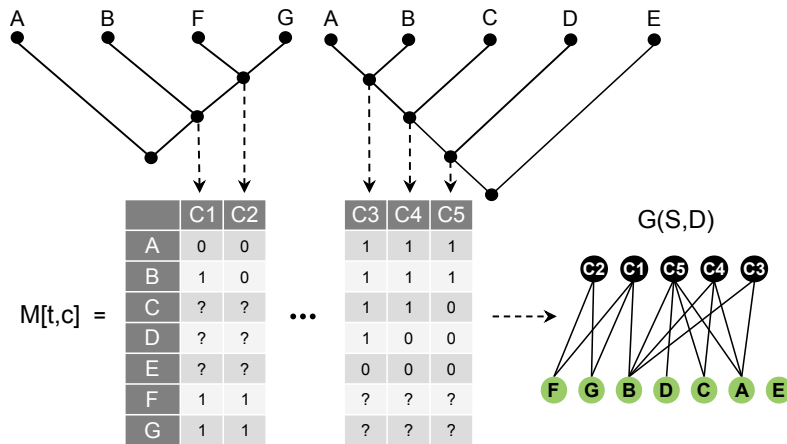 A B F G A B C D E
C1 C2 C3 C4 C5
G(S,D)
A 0 0 1 1 1
B 1 0 1 1 1
C ? ? 1 1 0
D ? ? 1 0 0
E ? ? 0 0 0
F 1 1 ? ? ?
G 1 1 ? ? ?
M[t,c] = •••
C2 C1 C5 C4 C3
F G B D C A E